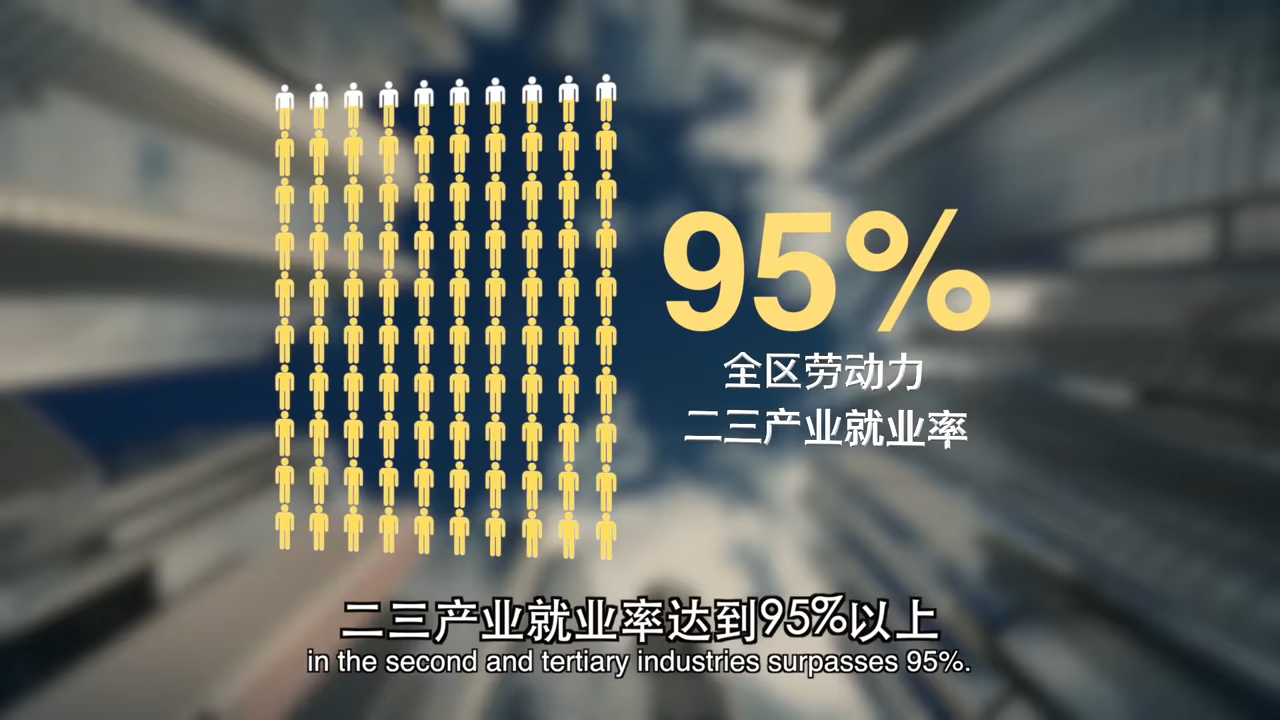 95%
全区劳动力
二三产业就业率
二三产业就业率达到95%以上
in the second and tertiary industries surpasses 95%.